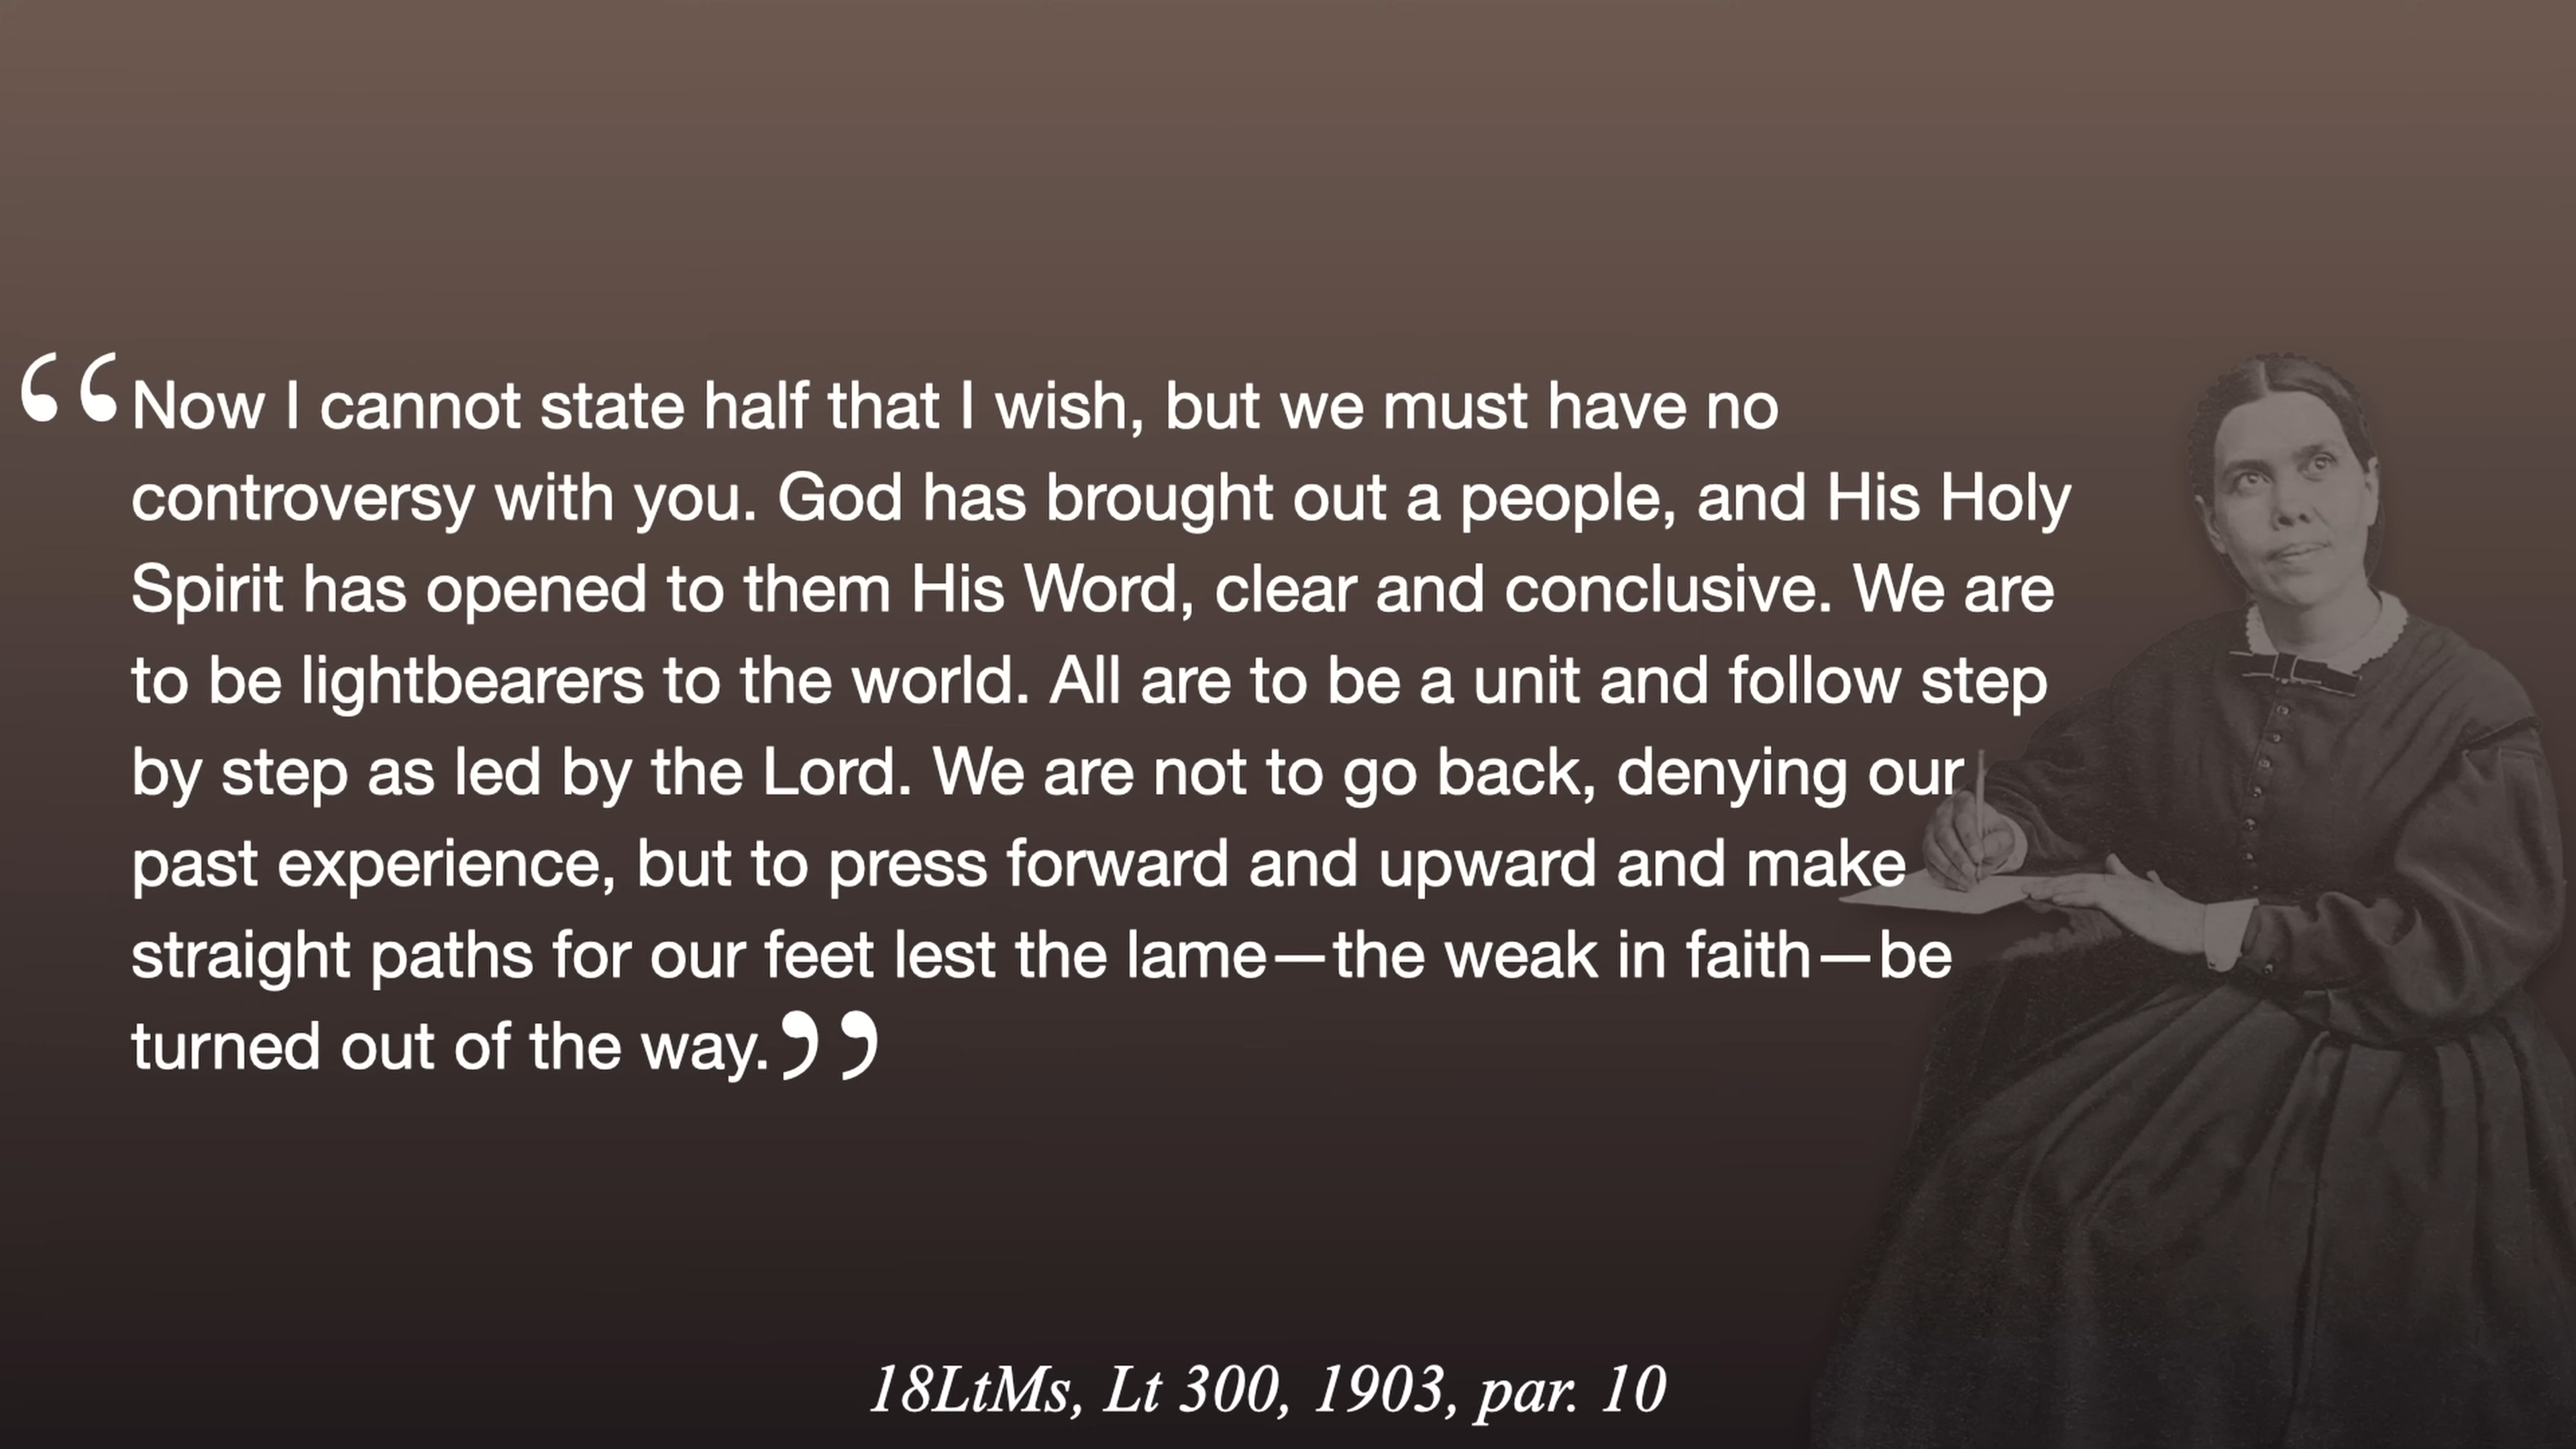 “Now I cannot state half that I wish, but we must have no
controversy with you. God has brought out a people, and His Holy
Spirit has opened to them His Word, clear and conclusive. We are
to be lightbearers to the world. All are to be a unit and follow step
by step as led by the Lord. We are not to go back, denying our
past experience, but to press forward and upward and make
straight paths for our feet lest the lame—the weak in faith—be
turned out of the way.”
18LtMs, Lt 300, 1903, par. 10